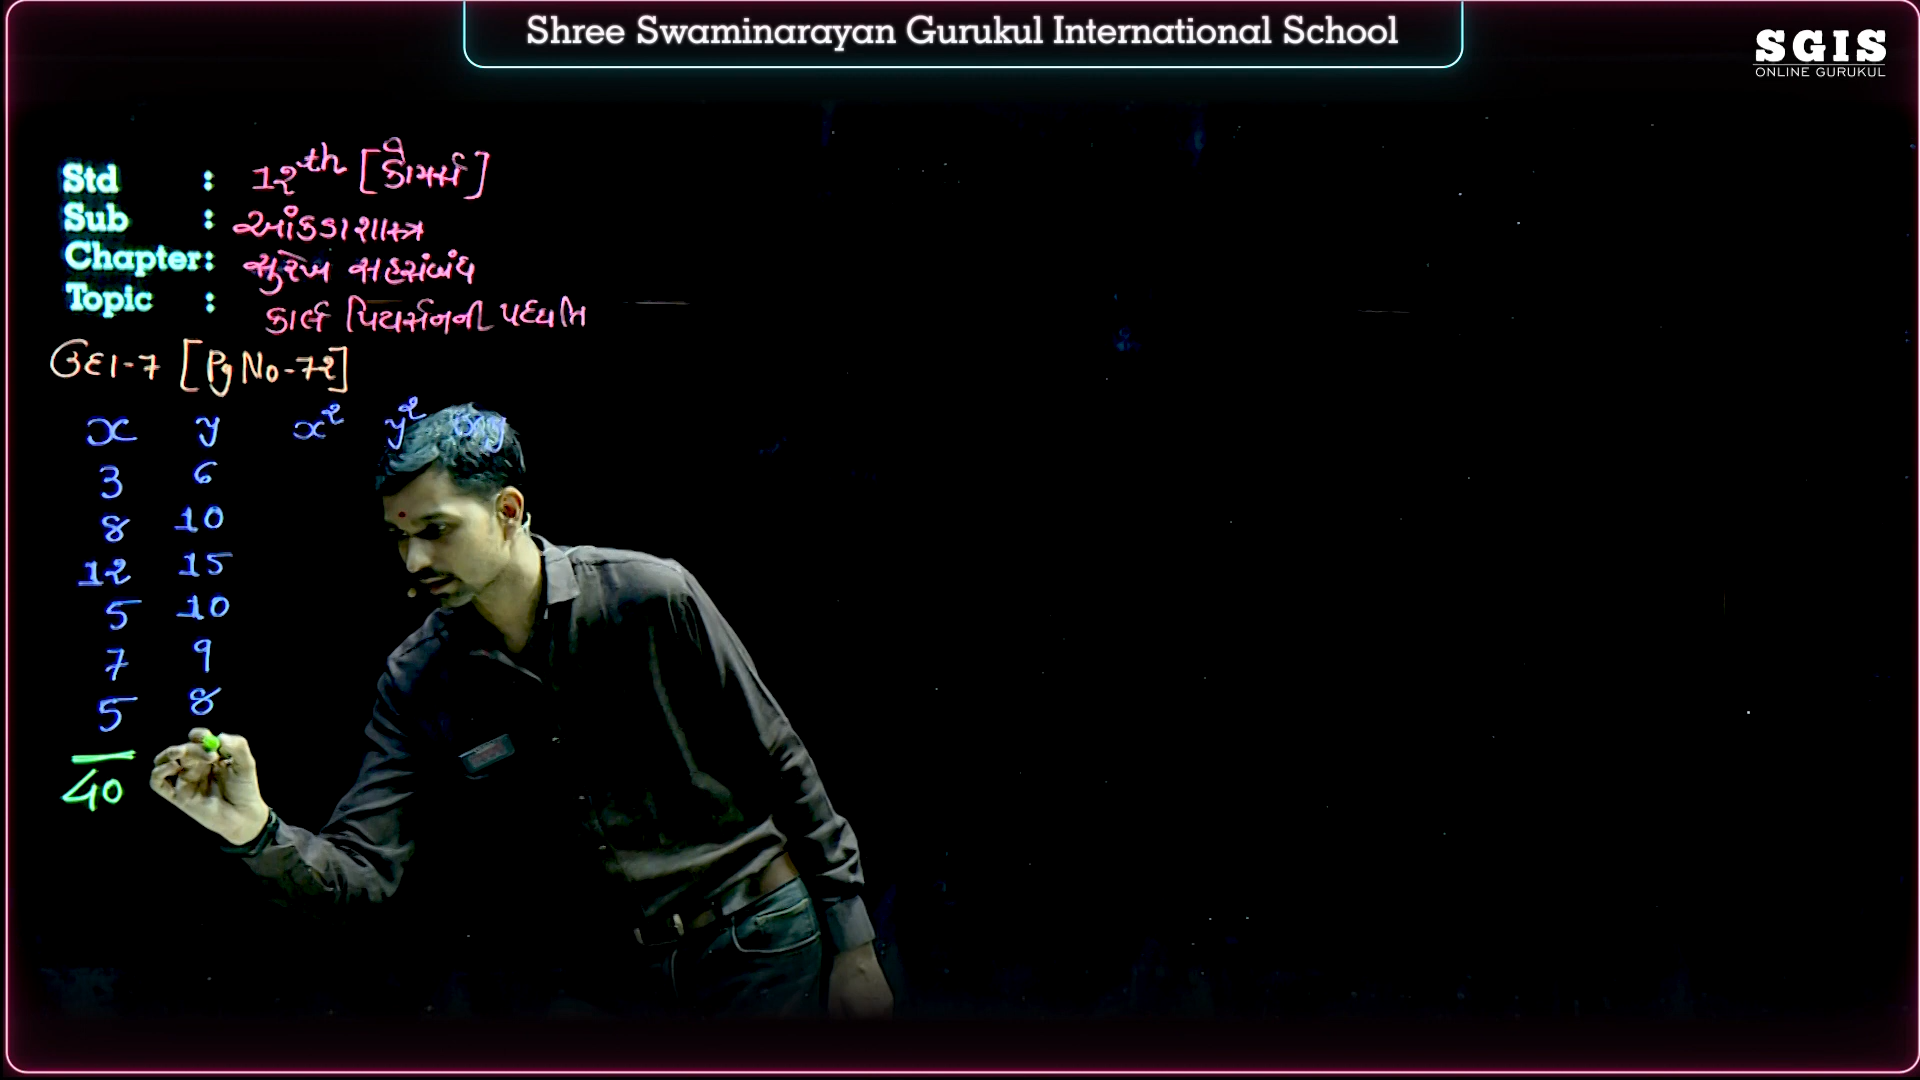 Shree Swaminarayan Gurukul International School
SGIS
ONLINE GURUKUL
Std : 12th [કોમર્સ]
Sub : આંકડાશાસ્ત્ર
Chapter: સુરેખ સહસંબંધ
Topic : કાર્લ પિયર્સનની પદ્ધતિ
ઉદા-7 [Pg No-72]
x y x² y² xy
3 6
8 10
12 15
5 10
7 9
5 8
40